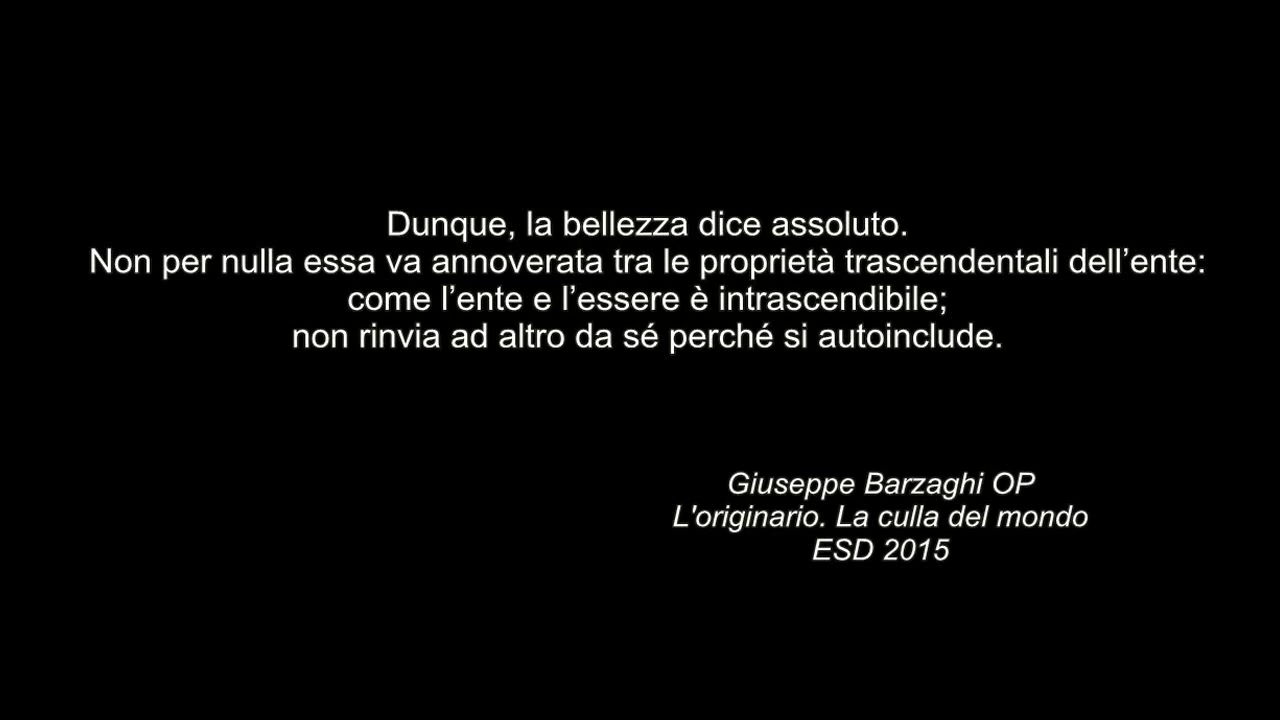 Dunque, la bellezza dice assoluto.
Non per nulla essa va annoverata tra le proprietà trascendentali dell’ente:
come l’ente e l’essere è intrascendibile;
non rinvia ad altro da sé perché si autoinclude.
Giuseppe Barzaghi OP
L'originario. La culla del mondo
ESD 2015